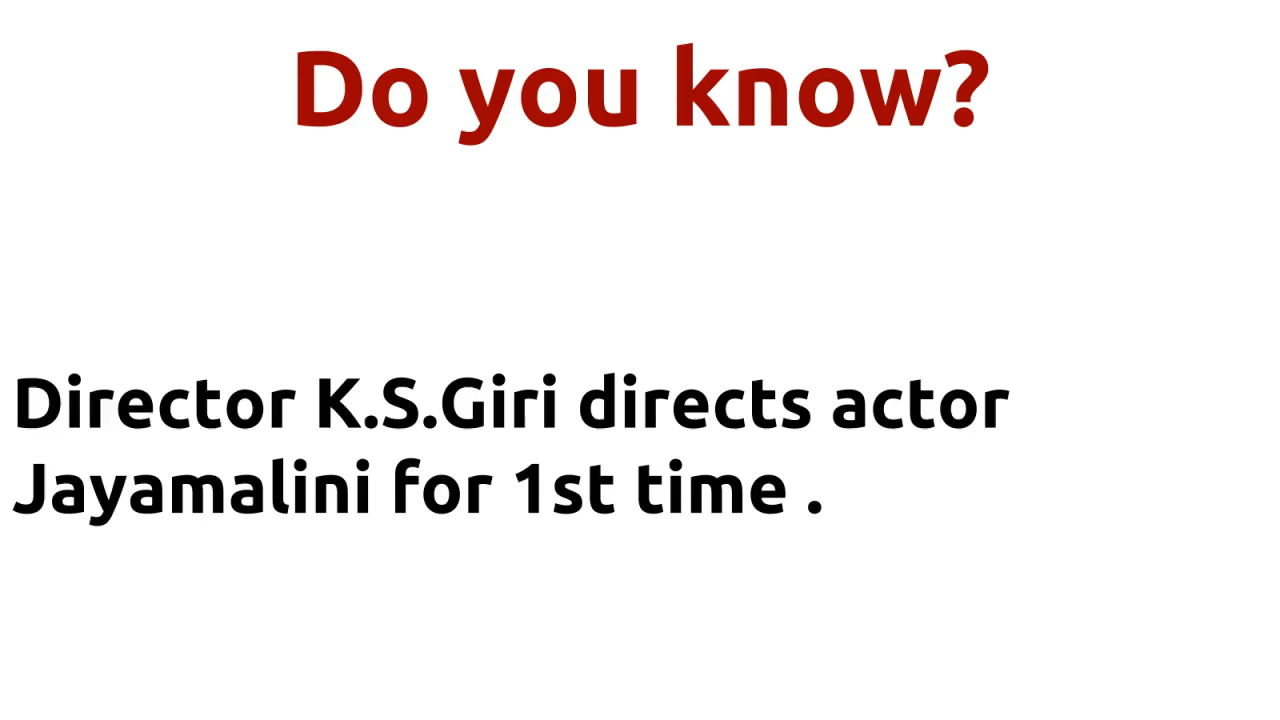 Do you know?
Director K.S.Giri directs actor
Jayamalini for 1st time .